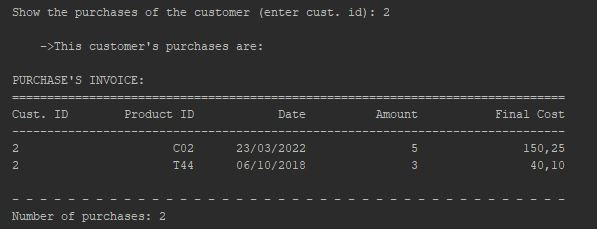 Show the purchases of the customer (enter cust. id): 2
->This customer's purchases are:
PURCHASE'S INVOICE:
===============================================================================
Cust. ID        Product ID            Date          Amount           Final Cost
-------------------------------------------------------------------------------
2                      C02      23/03/2022               5               150,25
2                      T44      06/10/2018               3                40,10
- - - - - - - - - - - - - - - - - - - - - - - - - - - - - - - - - - - - - - - -
Number of purchases: 2